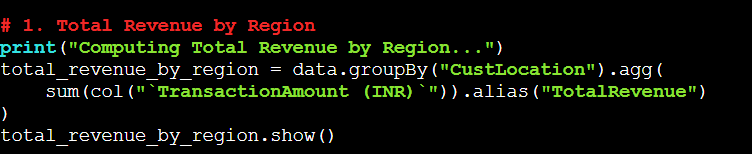 # 1. Total Revenue by Region
print("Computing Total Revenue by Region...")
total_revenue_by_region = data.groupBy("CustLocation").agg(
    sum(col("`TransactionAmount (INR)`")).alias("TotalRevenue")
)
total_revenue_by_region.show()